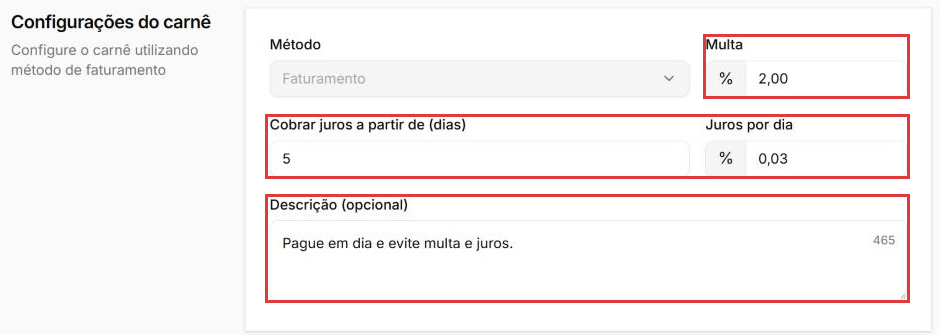 Configurações do carnê
Configure o carnê utilizando
método de faturamento
Método
Faturamento
Multa
% 2,00
Cobrar juros a partir de (dias)
5
Juros por dia
% 0,03
Descrição (opcional)
Pague em dia e evite multa e juros.
465